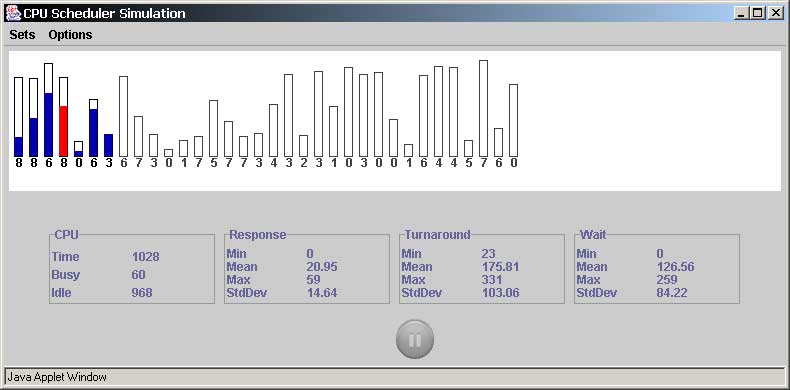 CPU Scheduler Simulation
Sets Options
8 8 6 8 0 6 3 6 7 3 0 1 7 5 7 7 3 4 3 2 3 1 0 3 0 0 1 6 4 4 5 7 6 0
CPU Response Turnaround Wait
Time 1028
Busy 60
Idle 968
Min 0
Mean 20.95
Max 59
StdDev 14.64
Min 23
Mean 175.81
Max 331
StdDev 103.06
Min 0
Mean 126.56
Max 259
StdDev 84.22
Java Applet Window